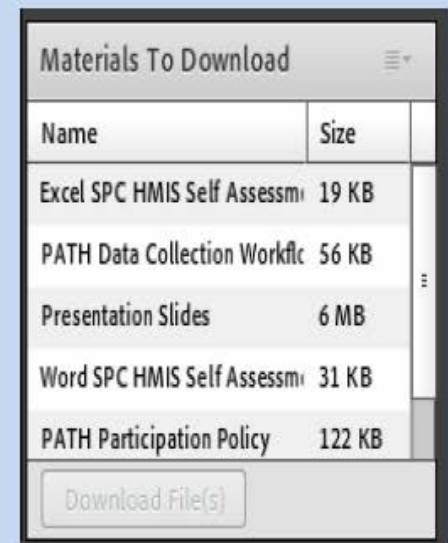 Materials To Download
Name Size
Excel SPC HMIS Self Assessm 19 KB
PATH Data Collection Workflc 56 KB
Presentation Slides 6 MB
Word SPC HMIS Self Assessm 31 KB
PATH Participation Policy 122 KB
Download File(s)